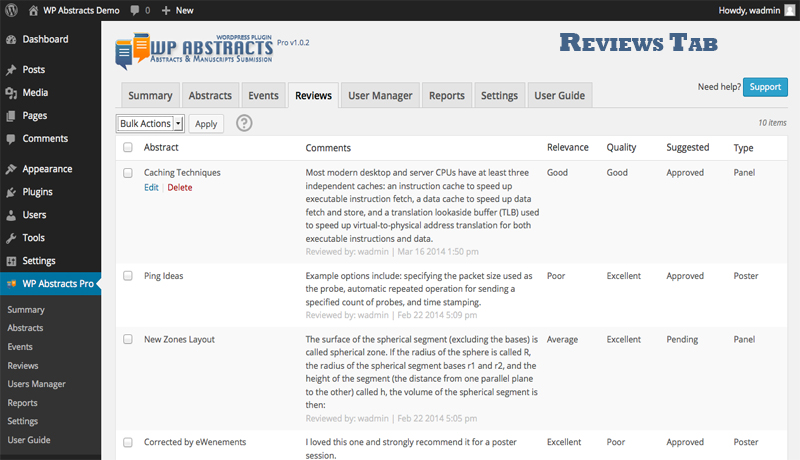 WP Abstracts Demo 0 + New Howdy, wadmin
Dashboard
Posts
Media
Pages
Comments
Appearance
Plugins
Users
Tools
Settings
WP Abstracts Pro
Summary
Abstracts
Events
Reviews
Users Manager
Reports
Settings
User Guide
WORDPRESS PLUGIN
WP ABSTRACTS Pro v1.0.2
ABSTRACTS & MANUSCRIPTS SUBMISSION
REVIEWS TAB
Need help? Support
Summary Abstracts Events Reviews User Manager Reports Settings User Guide
Bulk Actions Apply ? 10 items
Abstract Comments Relevance Quality Suggested Type
Caching Techniques
Edit | Delete
Most modern desktop and server CPUs have at least three
independent caches: an instruction cache to speed up
executable instruction fetch, a data cache to speed up data
fetch and store, and a translation lookaside buffer (TLB) used
to speed up virtual-to-physical address translation for both
executable instructions and data.
Reviewed by: wadmin | Mar 16 2014 1:50 pm
Good Good Approved Panel
Ping Ideas
Example options include: specifying the packet size used as
the probe, automatic repeated operation for sending a
specified count of probes, and time stamping.
Reviewed by: wadmin | Feb 22 2014 5:09 pm
Poor Excellent Approved Poster
New Zones Layout
The surface of the spherical segment (excluding the bases) is
called spherical zone. If the radius of the sphere is called R,
the radius of the spherical segment bases r1 and r2, and the
height of the segment (the distance from one parallel plane
to the other) called h, the volume of the spherical segment is
then:
Reviewed by: wadmin | Feb 22 2014 5:05 pm
Average Excellent Pending Panel
Corrected by eWenements
I loved this one and strongly recommend it for a poster
session.
Excellent Poor Approved Poster